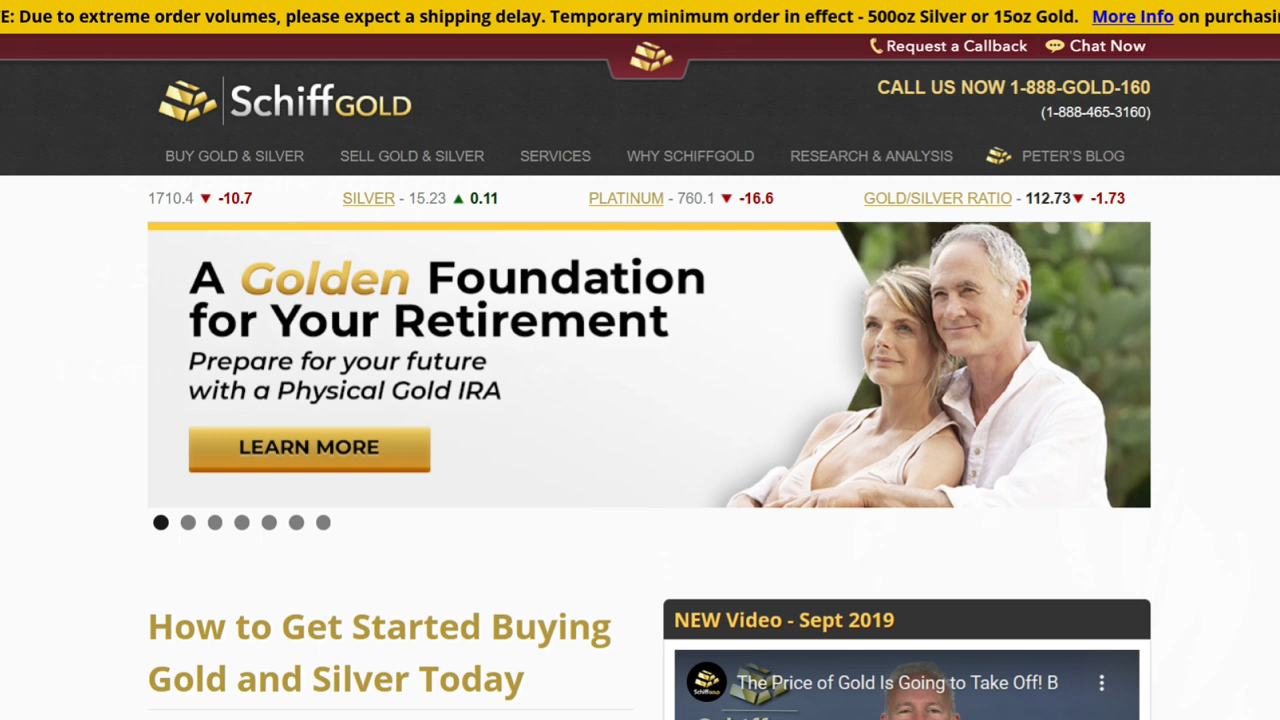 E: Due to extreme order volumes, please expect a shipping delay. Temporary minimum order in effect - 500oz Silver or 15oz Gold. More Info on purchasi
Request a Callback Chat Now
SchiffGOLD
CALL US NOW 1-888-GOLD-160
(1-888-465-3160)
BUY GOLD & SILVER SELL GOLD & SILVER SERVICES WHY SCHIFFGOLD RESEARCH & ANALYSIS PETER'S BLOG
1710.4 ▼ -10.7 SILVER - 15.23 ▲ 0.11 PLATINUM - 760.1 ▼ -16.6 GOLD/SILVER RATIO - 112.73▼ -1.73
A Golden Foundation
for Your Retirement
Prepare for your future
with a Physical Gold IRA
LEARN MORE
How to Get Started Buying
Gold and Silver Today
NEW Video - Sept 2019
The Price of Gold Is Going to Take Off! B